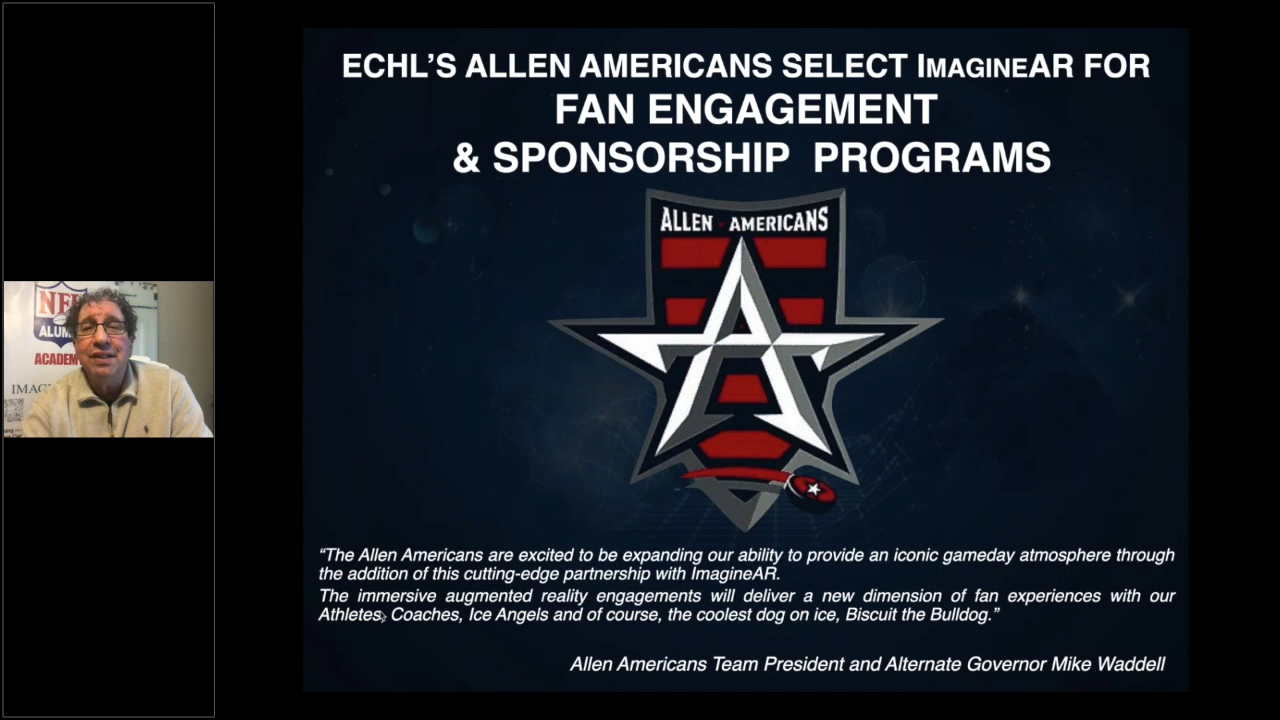 ECHL'S ALLEN AMERICANS SELECT IMAGINEAR FOR
FAN ENGAGEMENT
& SPONSORSHIP PROGRAMS
ALLEN AMERICANS
NFL
ALUM
ACADEM
IMAG
“The Allen Americans are excited to be expanding our ability to provide an iconic gameday atmosphere through
the addition of this cutting-edge partnership with ImagineAR.
The immersive augmented reality engagements will deliver a new dimension of fan experiences with our
Athletes, Coaches, Ice Angels and of course, the coolest dog on ice, Biscuit the Bulldog.”
Allen Americans Team President and Alternate Governor Mike Waddell